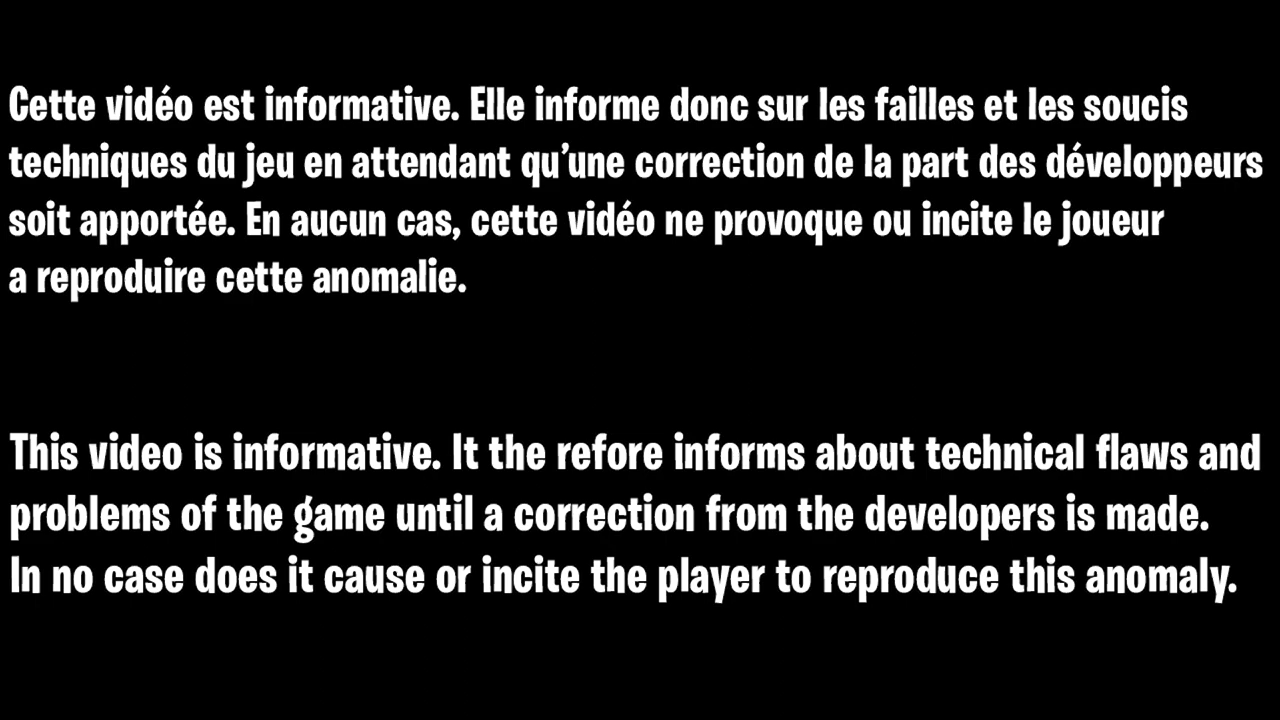 Cette vidéo est informative. Elle informe donc sur les failles et les soucis
techniques du jeu en attendant qu’une correction de la part des développeurs
soit apportée. En aucun cas, cette vidéo ne provoque ou incite le joueur
a reproduire cette anomalie.
This video is informative. It the refore informs about technical flaws and
problems of the game until a correction from the developers is made.
In no case does it cause or incite the player to reproduce this anomaly.